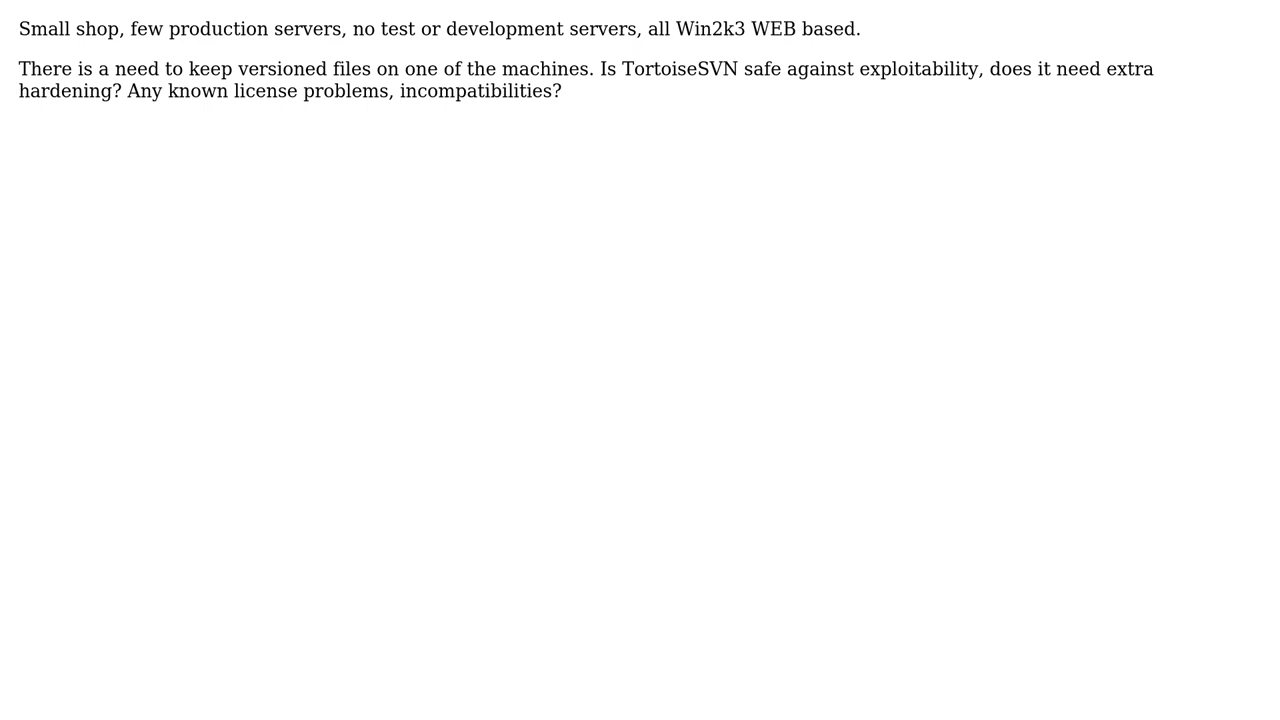 Small shop, few production servers, no test or development servers, all Win2k3 WEB based.
There is a need to keep versioned files on one of the machines. Is TortoiseSVN safe against exploitability, does it need extra
hardening? Any known license problems, incompatibilities?